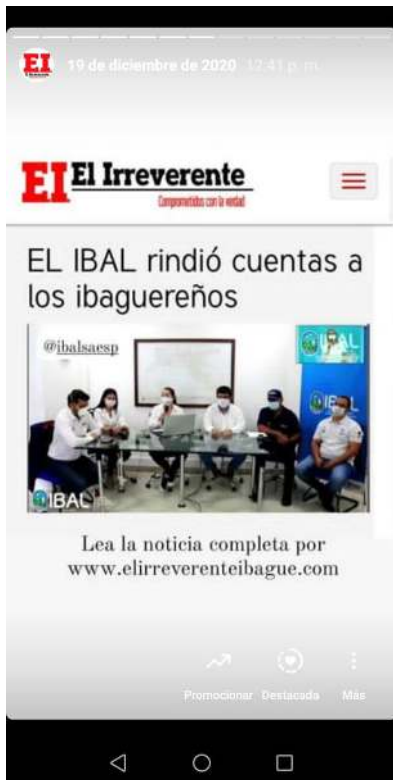 EI
19 de diciembre de 2020 12:41 p. m.
EI El Irreverente
Comprometidos con la verdad
EL IBAL rindió cuentas a
los ibaguereños
@ibalsaesp
IBAL
IBAL
IBAL
Lea la noticia completa por
www.elirreverenteibague.com
Promocionar Destacada Más